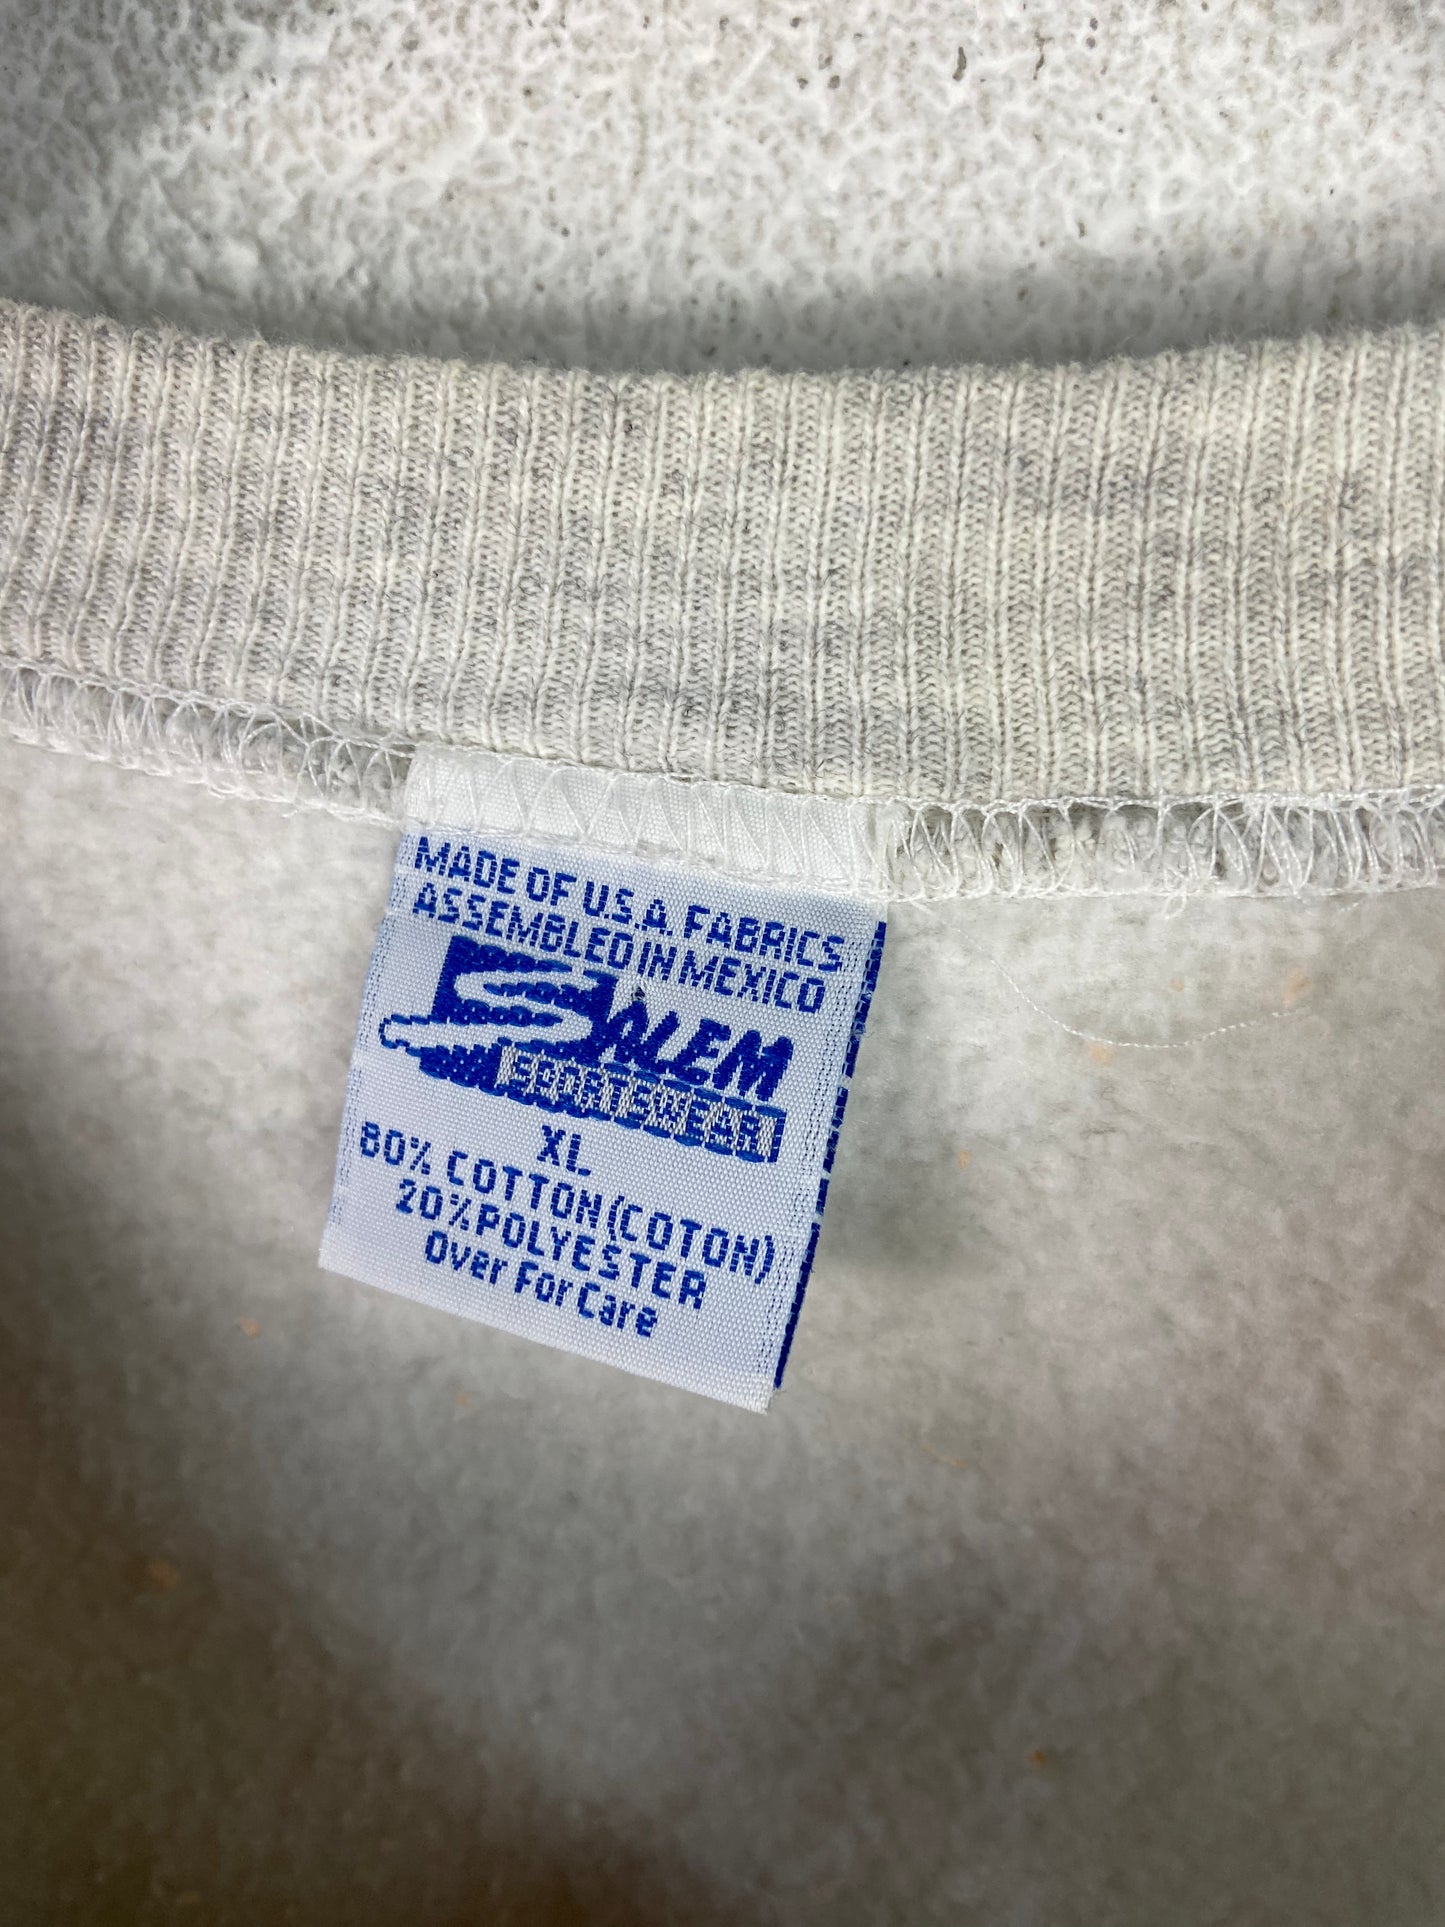 MADE OF U.S.A. FABRICS
ASSEMBLED IN MEXICO
SALEM
SPORTSWEAR
XL
80% COTTON (COTON)
20% POLYESTER
Over For Care